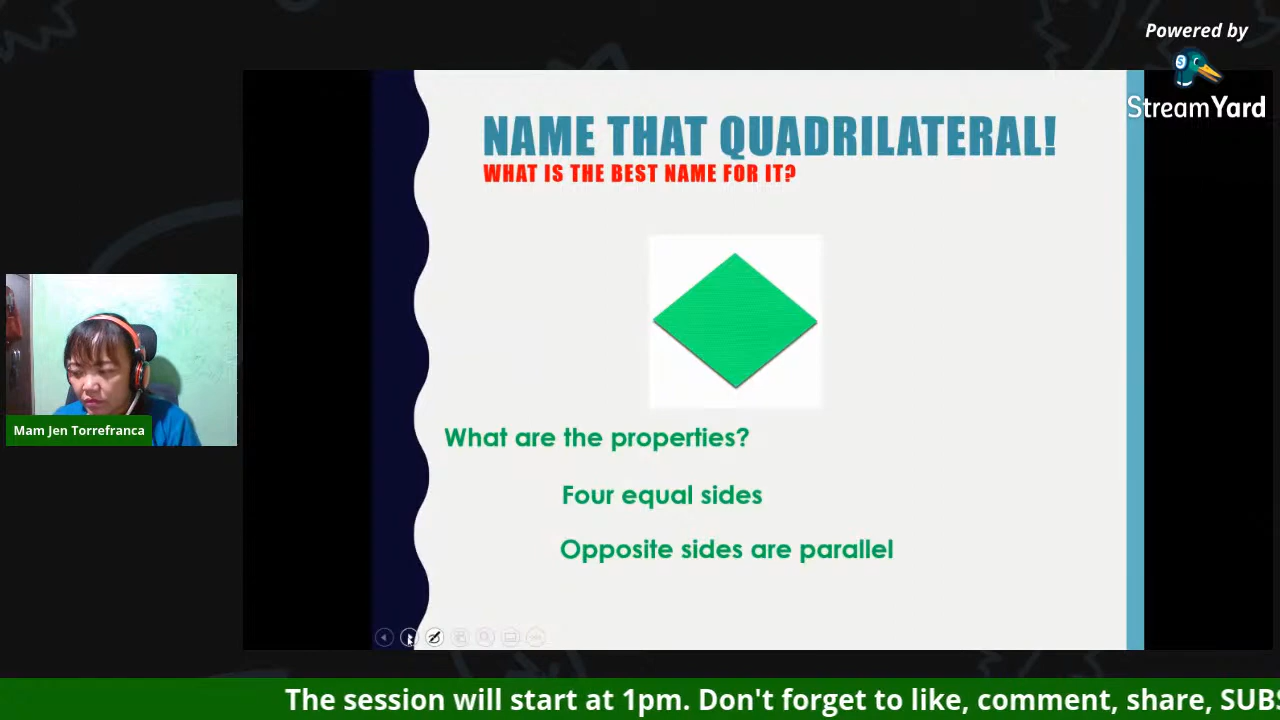 Powered by
StreamYard
NAME THAT QUADRILATERAL!
WHAT IS THE BEST NAME FOR IT?
What are the properties?
Four equal sides
Opposite sides are parallel
Mam Jen Torrefranca
The session will start at 1pm. Don't forget to like, comment, share, SUBS